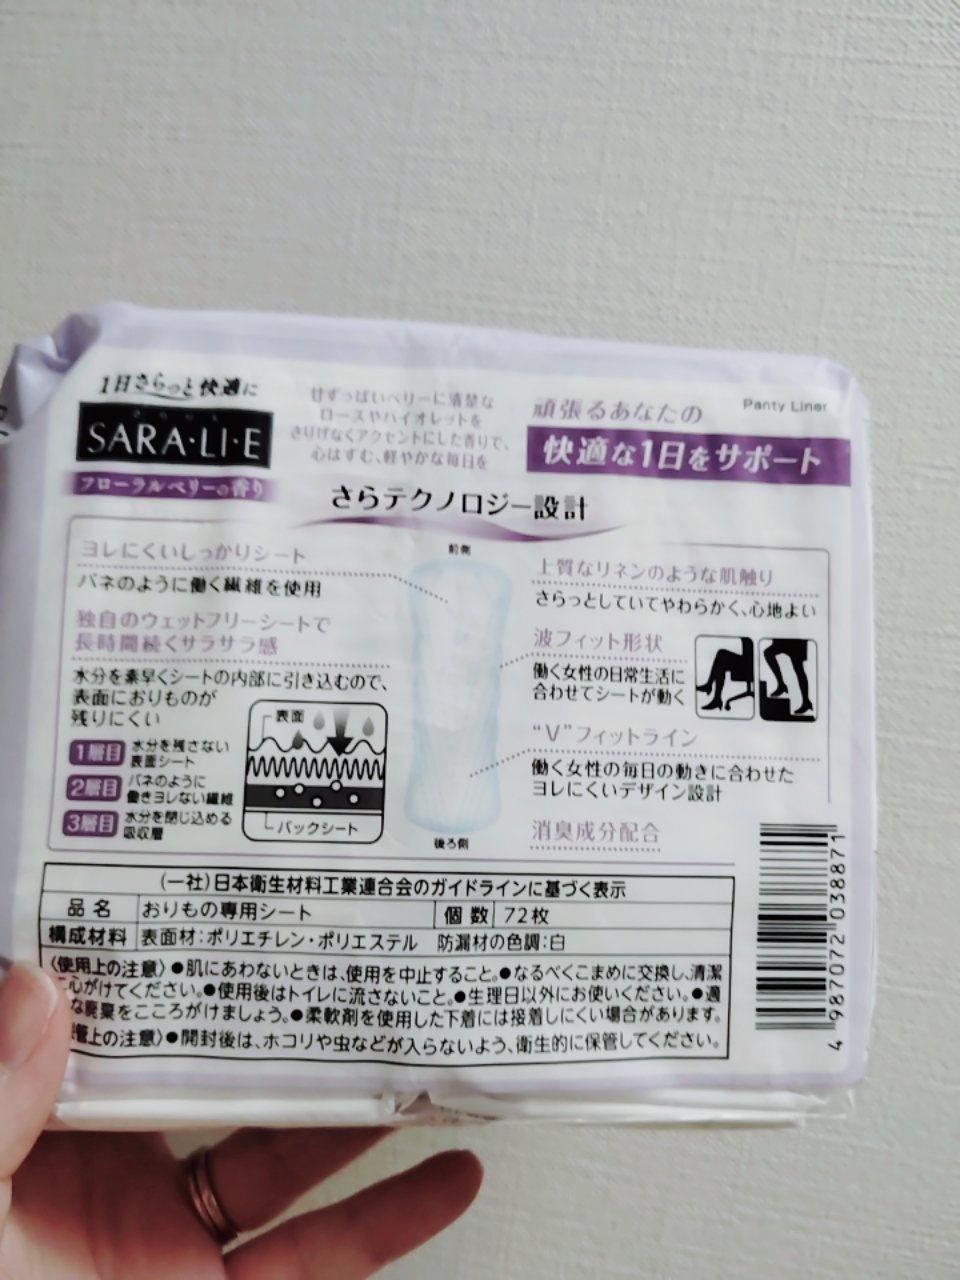 1日さらっと快適に
SARA・LI・E
フローラルベリーの香り
甘ずっぱいベリーに清楚な
ローズやバイオレットを
さりげなくアクセントにした香りで、
心はずむ、軽やかな毎日を
頑張るあなたの
Panty Liner
快適な1日をサポート
さらテクノロジー設計
ヨレにくいしっかりシート
バネのように働く繊維を使用
独自のウェットフリーシートで
長時間続くサラサラ感
水分を素早くシートの内部に引き込むので、
表面におりものが
残りにくい
1層目 水分を残さない
表面シート
2層目 バネのように
働きヨレない繊維
3層目 水分を閉じ込める
吸収層
表面
バックシート
前側
後ろ側
上質なリネンのような肌触り
さらっとしていてやわらかく、心地よい
波フィット形状
働く女性の日常生活に
合わせてシートが動く
“V”フィットライン
働く女性の毎日の動きに合わせた
ヨレにくいデザイン設計
消臭成分配合
(一社)日本衛生材料工業連合会のガイドラインに基づく表示
品名 おりもの専用シート 個数 72枚
構成材料 表面材:ポリエチレン・ポリエステル 防漏材の色調:白
〈使用上の注意〉●肌にあわないときは、使用を中止すること。●なるべくこまめに交換し、清潔
心がけてください。●使用後はトイレに流さないこと。●生理日以外にお使いください。●適
な廃棄をこころがけましょう。●柔軟剤を使用した下着には接着しにくい場合があります。
管上の注意〉●開封後は、ホコリや虫などが入らないよう、衛生的に保管してください。
4 987072 038871